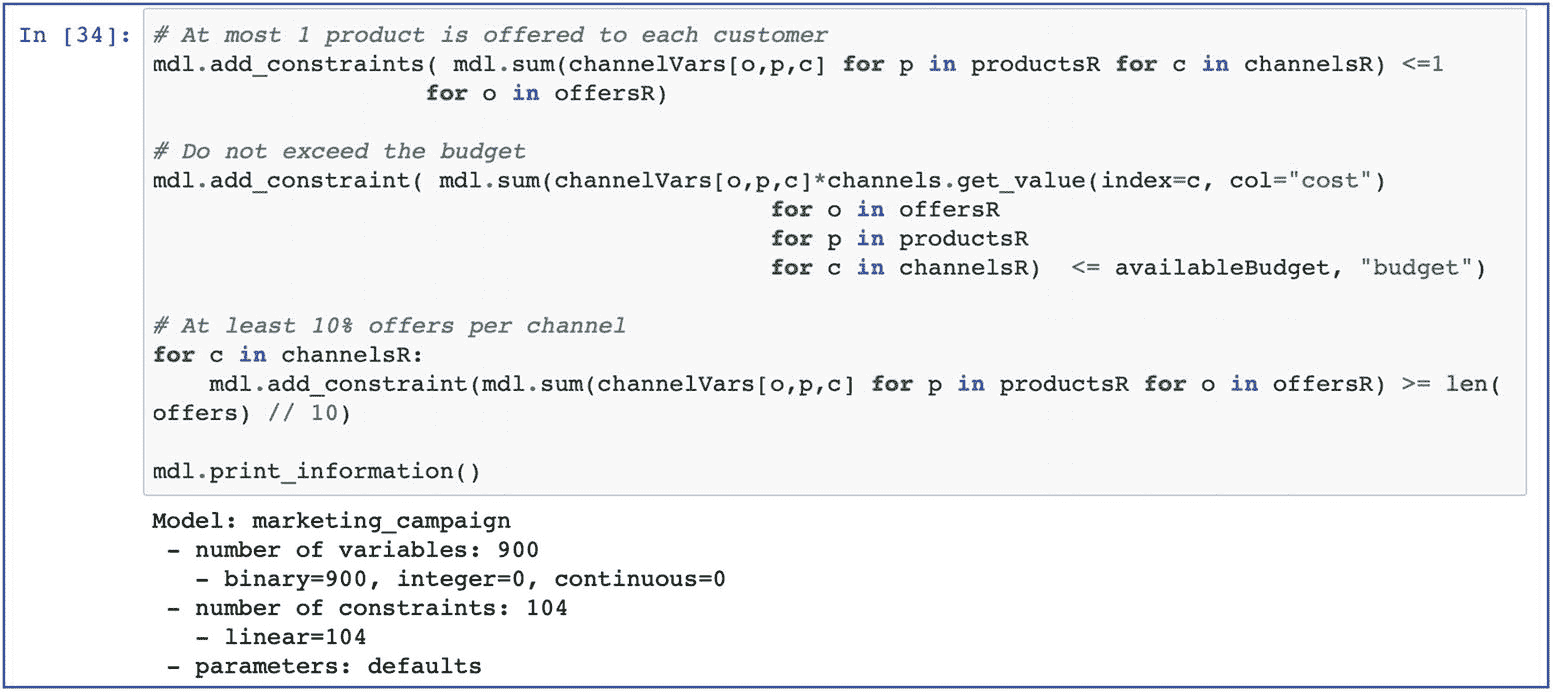 In [34]: # At most 1 product is offered to each customer
mdl.add_constraints( mdl.sum(channelVars[o,p,c] for p in productsR for c in channelsR) <=1
                   for o in offersR)
# Do not exceed the budget
mdl.add_constraint( mdl.sum(channelVars[o,p,c]*channels.get_value(index=c, col="cost")
                                           for o in offersR
                                           for p in productsR
                                           for c in channelsR)  <= availableBudget, "budget")
# At least 10% offers per channel
for c in channelsR:
    mdl.add_constraint(mdl.sum(channelVars[o,p,c] for p in productsR for o in offersR) >= len(
offers) // 10)
mdl.print_information()
Model: marketing_campaign
 - number of variables: 900
   - binary=900, integer=0, continuous=0
 - number of constraints: 104
   - linear=104
 - parameters: defaults